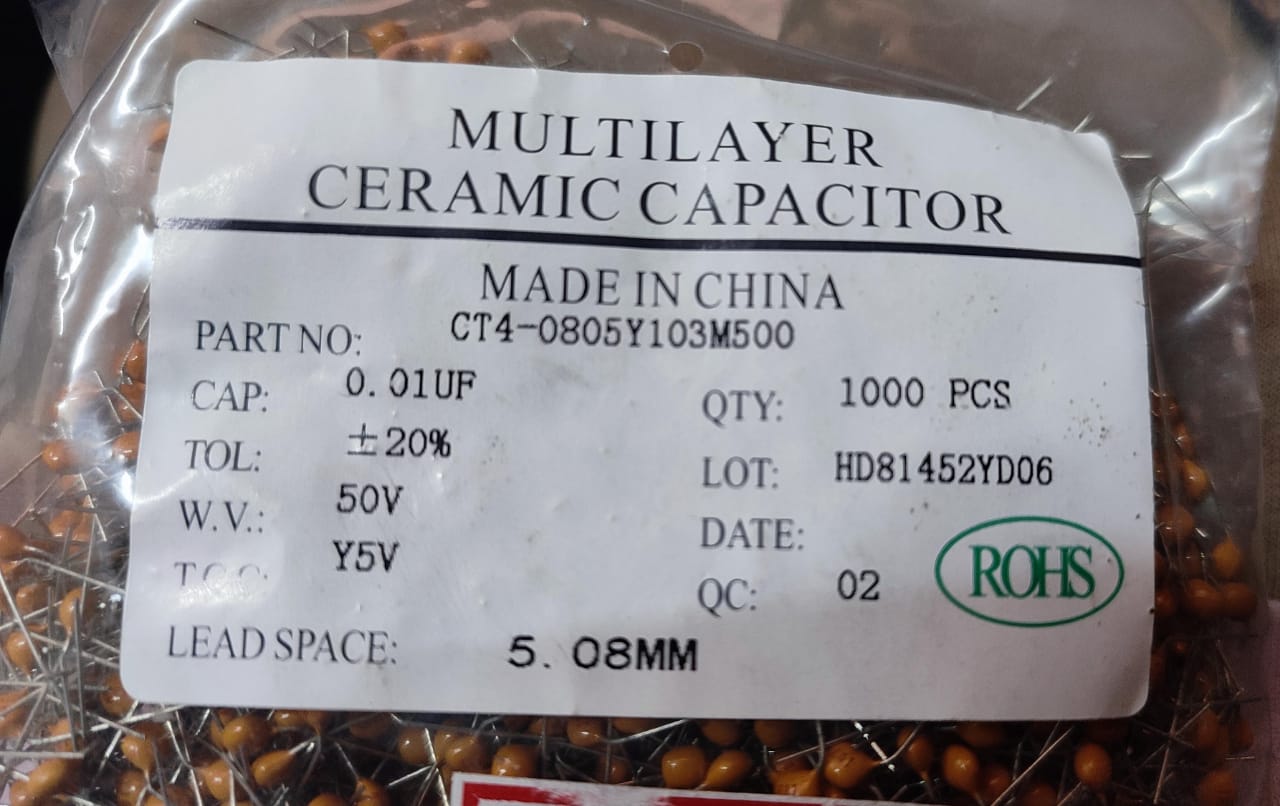 MULTILAYER
CERAMIC CAPACITOR
MADE IN CHINA
PART NO: CT4-0805Y103M500
CAP: 0.01UF QTY: 1000 PCS
TOL: ±20% LOT: HD81452YD06
W.V.: 50V DATE:
T.C.C: Y5V QC: 02 ROHS
LEAD SPACE: 5.08MM